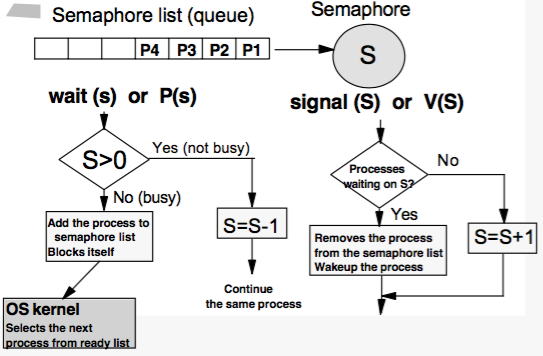 Semaphore list (queue)
Semaphore
P4 P3 P2 P1
S
wait (s) or P(s)
signal (S) or V(S)
S>0
Yes (not busy)
No (busy)
Add the process to
semaphore list
Blocks itself
S=S-1
Continue
the same process
OS kernel
Selects the next
process from ready list
Processes
waiting on S?
No
Yes
Removes the process
from the semaphore list
Wakeup the process
S=S+1